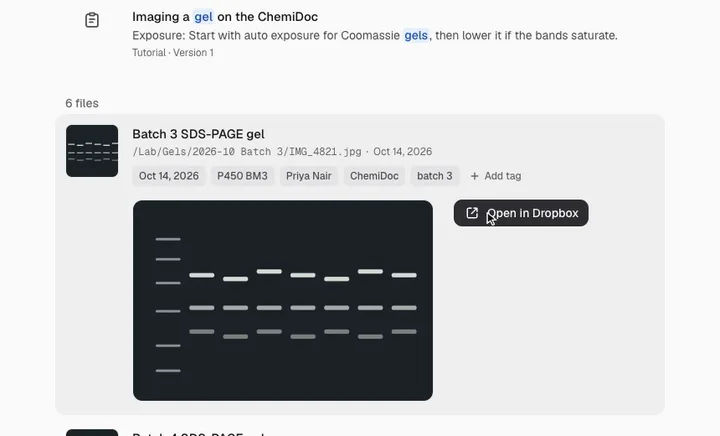 Imaging a gel on the ChemiDoc
Exposure: Start with auto exposure for Coomassie gels, then lower it if the bands saturate.
Tutorial · Version 1
6 files
Batch 3 SDS-PAGE gel
/Lab/Gels/2026-10 Batch 3/IMG_4821.jpg · Oct 14, 2026
Oct 14, 2026 P450 BM3 Priya Nair ChemiDoc batch 3 + Add tag
Open in Dropbox